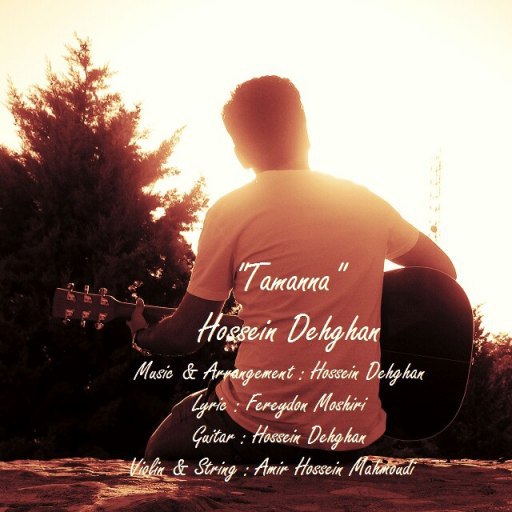 "Tamanna"
Hossein Dehghan
Music & Arrangement : Hossein Dehghan
Lyric : Fereydon Moshiri
Guitar : Hossein Dehghan
Violin & String : Amir Hossein Mahmoudi